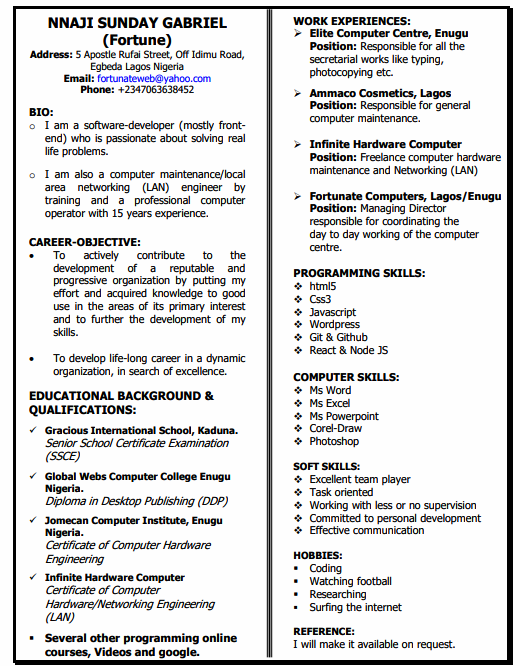 NNAJI SUNDAY GABRIEL
(Fortune)
Address: 5 Apostle Rufai Street, Off Idimu Road,
Egbeda Lagos Nigeria
Email: fortunateweb@yahoo.com
Phone: +2347063638452
BIO:
o I am a software-developer (mostly front-
end) who is passionate about solving real
life problems.
o I am also a computer maintenance/local
area networking (LAN) engineer by
training and a professional computer
operator with 15 years experience.
CAREER-OBJECTIVE:
• To actively contribute to the
development of a reputable and
progressive organization by putting my
effort and acquired knowledge to good
use in the areas of its primary interest
and to further the development of my
skills.
• To develop life-long career in a dynamic
organization, in search of excellence.
EDUCATIONAL BACKGROUND &
QUALIFICATIONS:
✓ Gracious International School, Kaduna.
Senior School Certificate Examination
(SSCE)
✓ Global Webs Computer College Enugu
Nigeria.
Diploma in Desktop Publishing (DDP)
✓ Jomecan Computer Institute, Enugu
Nigeria.
Certificate of Computer Hardware
Engineering
✓ Infinite Hardware Computer
Certificate of Computer
Hardware/Networking Engineering
(LAN)
▪ Several other programming online
courses, Videos and google.
WORK EXPERIENCES:
➢ Elite Computer Centre, Enugu
Position: Responsible for all the
secretarial works like typing,
photocopying etc.
➢ Ammaco Cosmetics, Lagos
Position: Responsible for general
computer maintenance.
➢ Infinite Hardware Computer
Position: Freelance computer hardware
maintenance and Networking (LAN)
➢ Fortunate Computers, Lagos/Enugu
Position: Managing Director
responsible for coordinating the
day to day working of the computer
centre.
PROGRAMMING SKILLS:
❖ html5
❖ Css3
❖ Javascript
❖ Wordpress
❖ Git & Github
❖ React & Node JS
COMPUTER SKILLS:
❖ Ms Word
❖ Ms Excel
❖ Ms Powerpoint
❖ Corel-Draw
❖ Photoshop
SOFT SKILLS:
❖ Excellent team player
❖ Task oriented
❖ Working with less or no supervision
❖ Committed to personal development
❖ Effective communication
HOBBIES:
▪ Coding
▪ Watching football
▪ Researching
▪ Surfing the internet
REFERENCE:
I will make it available on request.